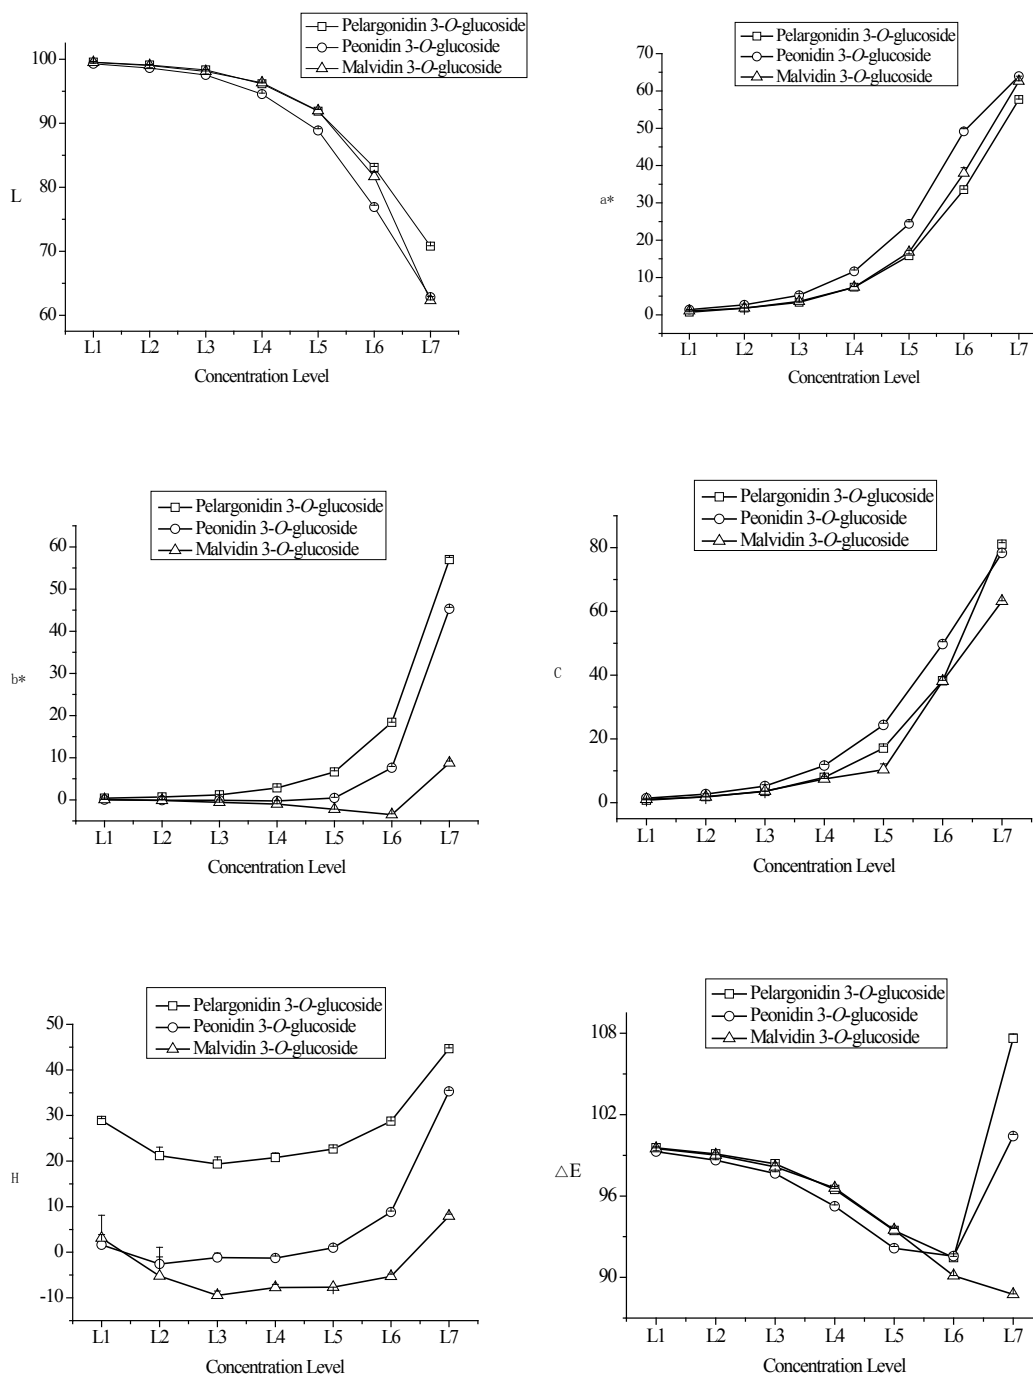 Pelargonidin 3-O-glucoside
Peonidin 3-O-glucoside
Malvidin 3-O-glucoside
100
90
80
70
60
L
L1 L2 L3 L4 L5 L6 L7
Concentration Level
Pelargonidin 3-O-glucoside
Peonidin 3-O-glucoside
Malvidin 3-O-glucoside
70
60
50
40
30
20
10
0
a*
L1 L2 L3 L4 L5 L6 L7
Concentration Level
Pelargonidin 3-O-glucoside
Peonidin 3-O-glucoside
Malvidin 3-O-glucoside
60
50
40
30
20
10
0
b*
L1 L2 L3 L4 L5 L6 L7
Concentration Level
Pelargonidin 3-O-glucoside
Peonidin 3-O-glucoside
Malvidin 3-O-glucoside
80
60
40
20
0
C
L1 L2 L3 L4 L5 L6 L7
Concentration Level
Pelargonidin 3-O-glucoside
Peonidin 3-O-glucoside
Malvidin 3-O-glucoside
50
40
30
20
10
0
-10
H
L1 L2 L3 L4 L5 L6 L7
Concentration Level
Pelargonidin 3-O-glucoside
Peonidin 3-O-glucoside
Malvidin 3-O-glucoside
108
102
96
90
△E
L1 L2 L3 L4 L5 L6 L7
Concentration Level